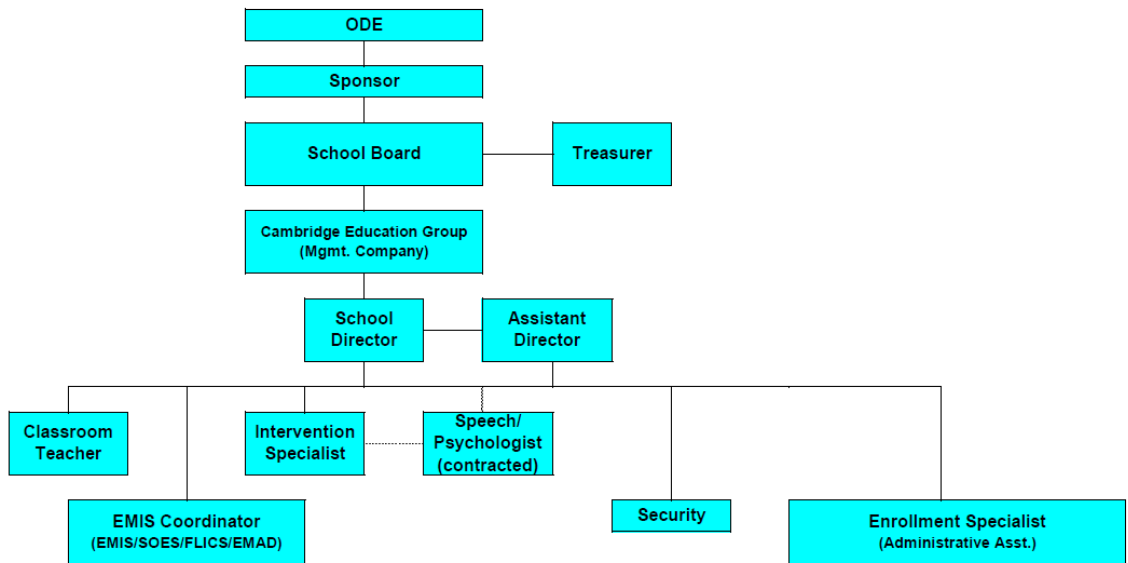 ODE
Sponsor
School Board
Treasurer
Cambridge Education Group
(Mgmt. Company)
School
Director
Assistant
Director
Classroom
Teacher
Intervention
Specialist
Speech/
Psychologist
(contracted)
EMIS Coordinator
(EMIS/SOES/FLICS/EMAD)
Security
Enrollment Specialist
(Administrative Asst.)